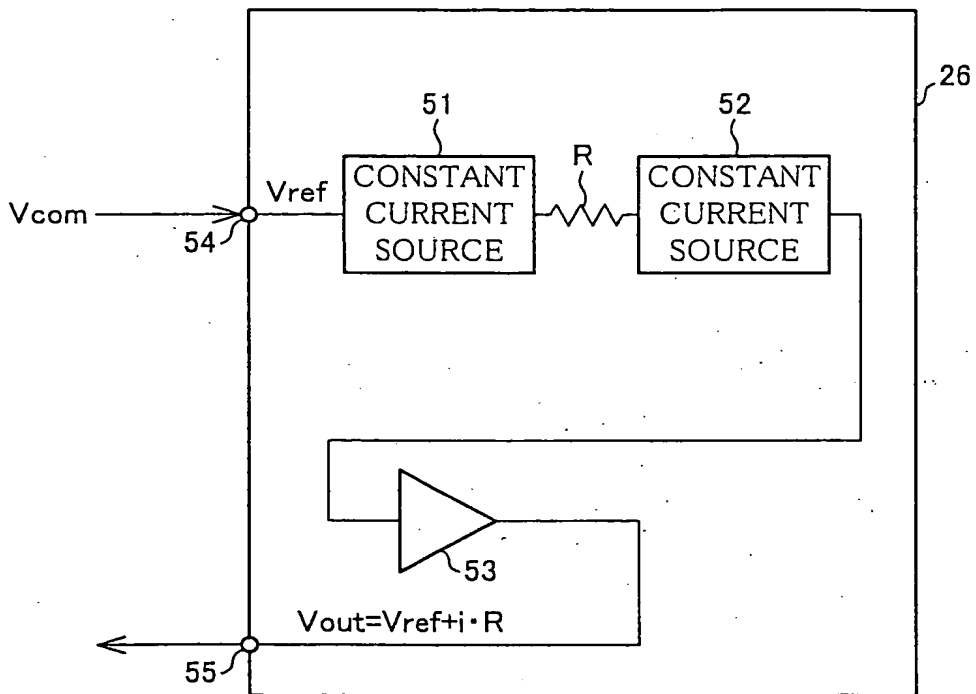 26
51
52
R
CONSTANT
CURRENT
SOURCE
CONSTANT
CURRENT
SOURCE
Vcom
Vref
54
53
Vout=Vref+i·R
55